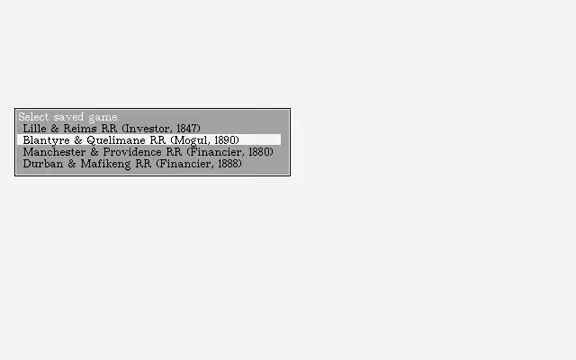 Select saved game.
Lille & Reims RR (Investor, 1847)
Blantyre & Quelimane RR (Mogul, 1890)
Manchester & Providence RR (Financier, 1880)
Durban & Mafikeng RR (Financier, 1888)